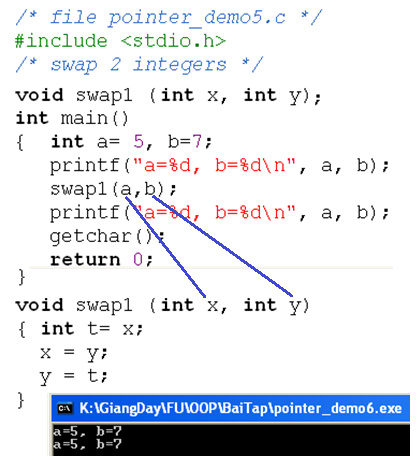 /* file pointer_demo5.c */
#include <stdio.h>
/* swap 2 integers */
void swap1 (int x, int y);
int main()
{  int a= 5, b=7;
   printf("a=%d, b=%d\n", a, b);
   swap1(a,b);
   printf("a=%d, b=%d\n", a, b);
   getchar();
   return 0;
}
void swap1 (int x, int y)
{ int t= x;
  x = y;
  y = t;
}
K:\GiangDay\FU\OOP\BaiTap\pointer_demo6.exe
a=5, b=7
a=5, b=7